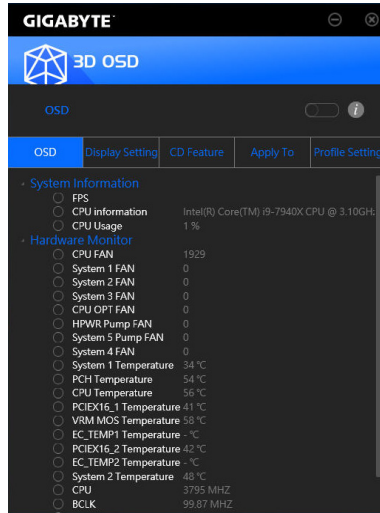 GIGABYTE
3D OSD
OSD
i
OSD Display Setting CD Feature Apply To Profile Setting
System Information
FPS
CPU information Intel(R) Core(TM) i9-7940X CPU @ 3.10GH:
CPU Usage 1 %
Hardware Monitor
CPU FAN 1929
System 1 FAN 0
System 2 FAN 0
System 3 FAN 0
CPU OPT FAN 0
HPWR Pump FAN 0
System 5 Pump FAN 0
System 4 FAN 0
System 1 Temperature 34 ℃
PCH Temperature 54 ℃
CPU Temperature 56 ℃
PCIEX16_1 Temperature 41 ℃
VRM MOS Temperature 58 ℃
EC_TEMP1 Temperature - ℃
PCIEX16_2 Temperature 42 ℃
EC_TEMP2 Temperature - ℃
System 2 Temperature 48 ℃
CPU 3795 MHZ
BCLK 99.87 MHZ